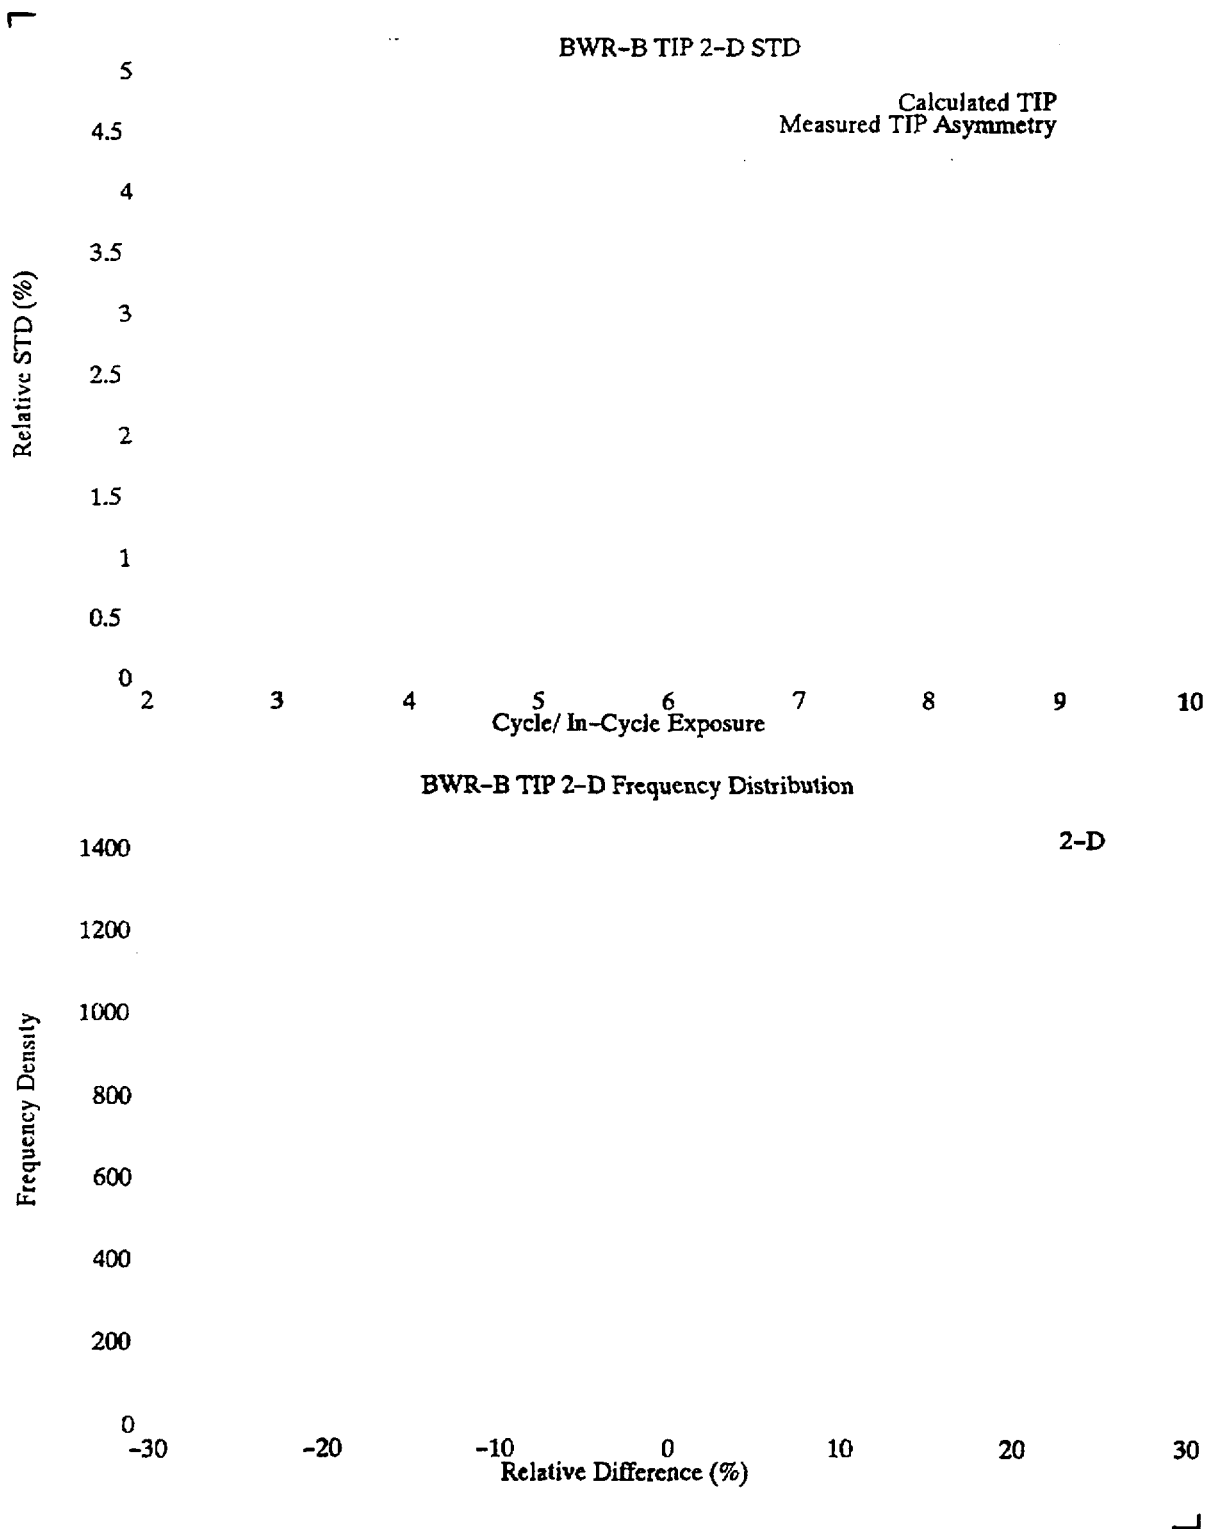 BWR-B TIP 2-D STD
5
Calculated TIP
4.5
Measured TIP Asymmetry
4
3.5
3
Relative STD (%)
2.5
2
1.5
1
0.5
0
2 3 4 5 6 7 8 9 10
Cycle/ In-Cycle Exposure
BWR-B TIP 2-D Frequency Distribution
2-D
1400
1200
1000
Frequency Density
800
600
400
200
0
-30 -20 -10 0 10 20 30
Relative Difference (%)